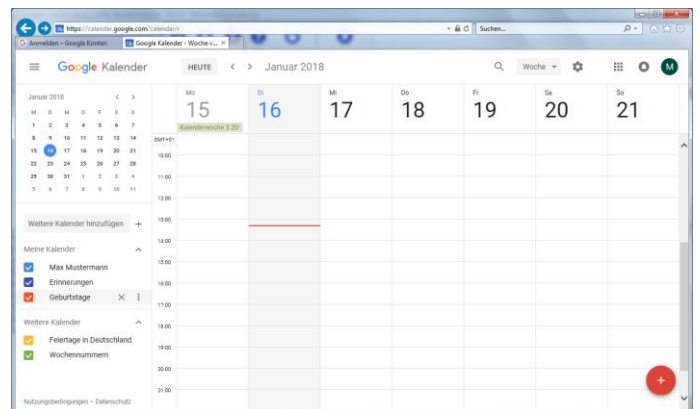 https://calendar.google.com/calendar/r
Suchen...
Anmelden – Google Konten
Google Kalender - Woche v...
Google Kalender
HEUTE
Januar 2018
Woche
M
Januar 2018
M D M D F S S
1 2 3 4 5 6 7
8 9 10 11 12 13 14
15 16 17 18 19 20 21
22 23 24 25 26 27 28
29 30 31 1 2 3 4
5 6 7 8 9 10 11
Weitere Kalender hinzufügen +
Meine Kalender
Max Mustermann
Erinnerungen
Geburtstage
Weitere Kalender
Feiertage in Deutschland
Wochennummern
Nutzungsbedingungen – Datenschutz
Mo Di Mi Do Fr Sa So
15 16 17 18 19 20 21
Kalenderwoche 3 20
GMT+01
10:00
11:00
12:00
13:00
14:00
15:00
16:00
17:00
18:00
19:00
20:00
21:00